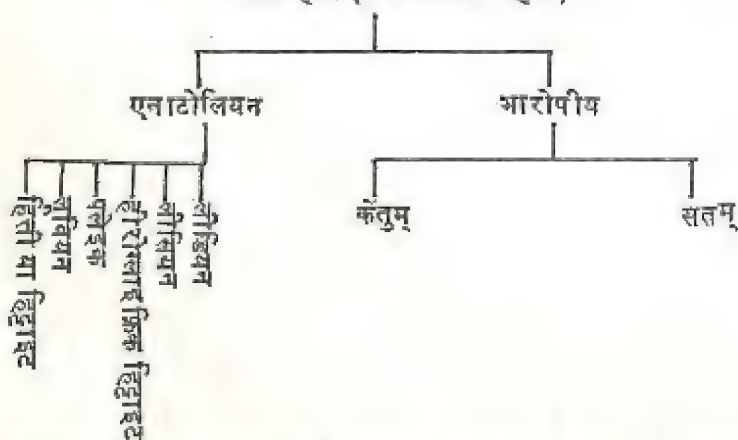 एनाटोलियन
भारोपीय
केंतुम्
सतम्
हित्ती या हिट्टाइट
लूवियन
पलेइक
हीरोग्लाइफ़िक हिट्टाइट
लीसियन
लीडियन